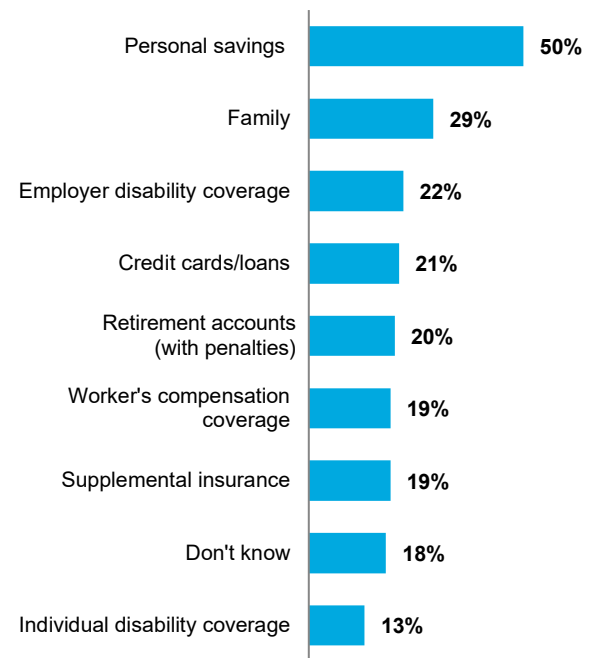 Personal savings 50%
Family 29%
Employer disability coverage 22%
Credit cards/loans 21%
Retirement accounts
(with penalties) 20%
Worker's compensation
coverage 19%
Supplemental insurance 19%
Don't know 18%
Individual disability coverage 13%